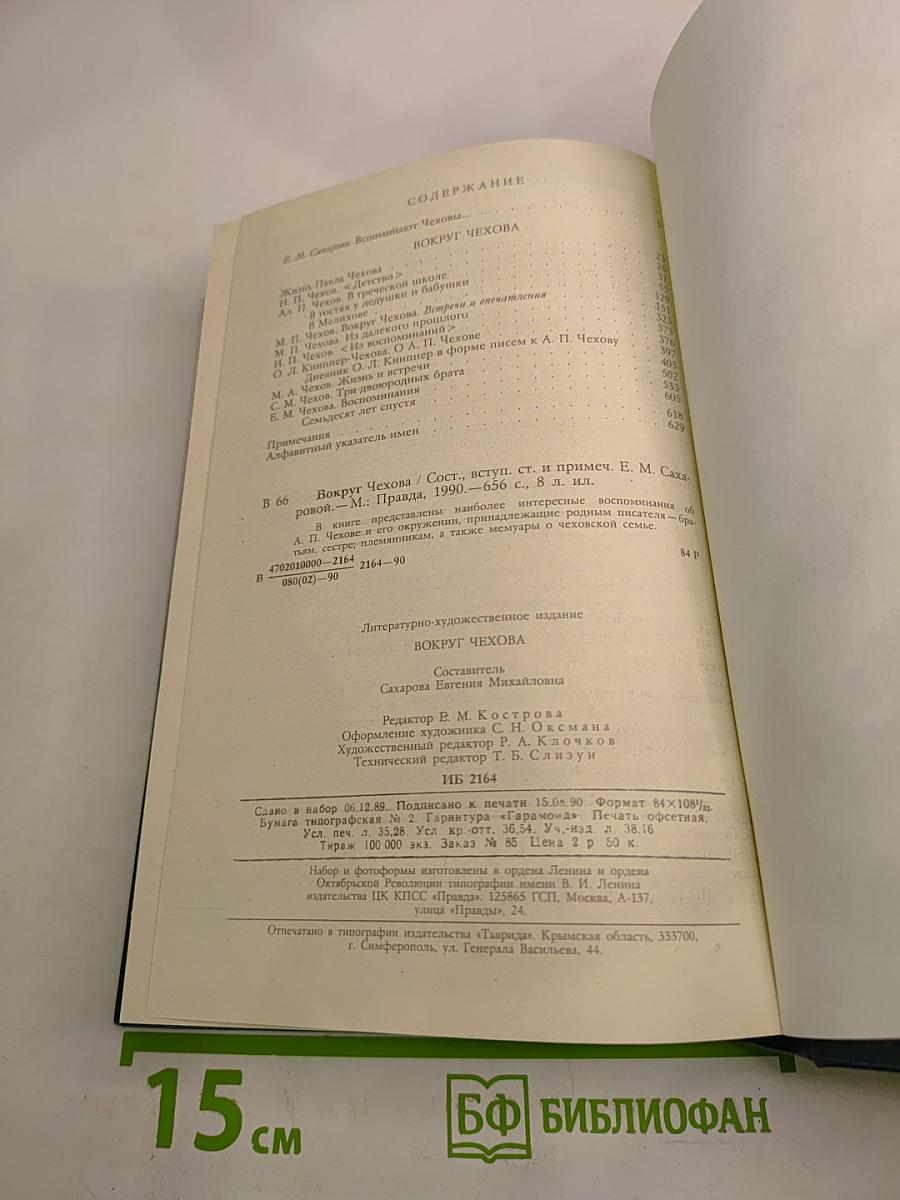 СОДЕРЖАНИЕ
Е. М. Сахарова. Вспоминают Чеховы... 5
ВОКРУГ ЧЕХОВА
Жизнь Павла Чехова 23
Н. П. Чехов. <Детство> 26
Ал. П. Чехов. В греческой школе 31
В гостях у дедушки и бабушки 55
В Мелихове 129
М. П. Чехов. Вокруг Чехова. Встречи и впечатления 151
М. П. Чехова. Из далекого прошлого 323
И. П. Чехов. <Из воспоминаний> 373
О. Л. Книппер-Чехова. О А. П. Чехове 376
Дневник О. Л. Книппер в форме писем к А. П. Чехову 397
М. А. Чехов. Жизнь и встречи 403
С. М. Чехов. Три двоюродных брата 502
Е. М. Чехова. Воспоминания 533
Семьдесят лет спустя 605
Примечания 618
Алфавитный указатель имен 629
В 66 Вокруг Чехова / Сост., вступ. ст. и примеч. Е. М. Саха-
ровой.— М.: Правда, 1990.—656 с., 8 л. ил.
В книге представлены наиболее интересные воспоминания об
А. П. Чехове и его окружении, принадлежащие родным писателя—бра-
тьям, сестре, племянникам, а также мемуары о чеховской семье.
В 4702010000—2164 2164—90 84 Р
080(02)—90
Литературно-художественное издание
ВОКРУГ ЧЕХОВА
Составитель
Сахарова Евгения Михайловна
Редактор Е. М. Кострова
Оформление художника С. Н. Оксмана
Художественный редактор Р. А. Клочков
Технический редактор Т. Б. Слизун
ИБ 2164
Сдано в набор 06.12.89. Подписано к печати 15.08.90. Формат 84×108¹/₃₂.
Бумага типографская № 2. Гарнитура «Гарамонд». Печать офсетная.
Усл. печ. л. 35,28. Усл. кр.-отт. 36,54. Уч.-изд. л. 38,16
Тираж 100 000 экз. Заказ № 85. Цена 2 р 50 к.
Набор и фотоформы изготовлены в ордена Ленина и ордена
Октябрьской Революции типографии имени В. И. Ленина
издательства ЦК КПСС «Правда». 125865 ГСП, Москва, А-137,
улица «Правды», 24.
Отпечатано в типографии издательства «Таврида». Крымская область, 333700,
г. Симферополь, ул. Генерала Васильева, 44.
15 см
БФ БИБЛИОФАН